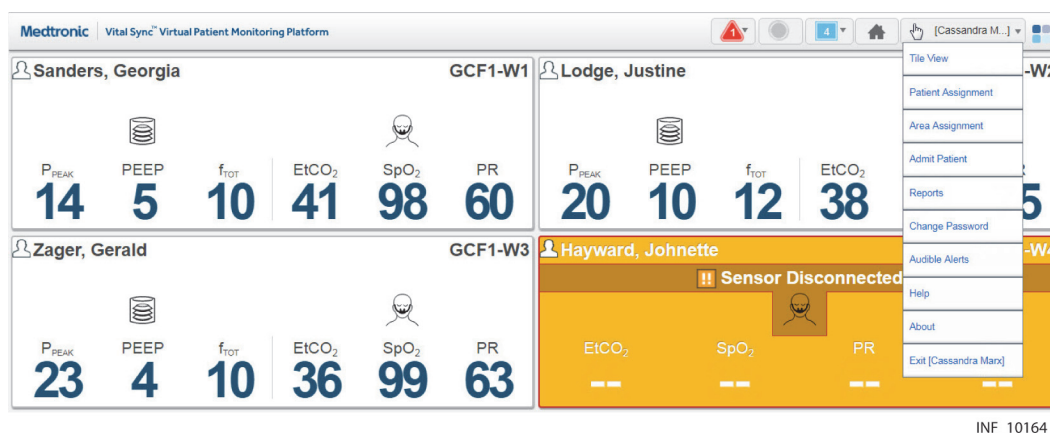 Medtronic Vital Sync™ Virtual Patient Monitoring Platform 1 4 [Cassandra M...]
Sanders, Georgia GCF1-W1
PPEAK PEEP fTOT EtCO2 SpO2 PR
14 5 10 41 98 60
Lodge, Justine -W2
PPEAK PEEP fTOT EtCO2
20 10 12 38 5
Zager, Gerald GCF1-W3
PPEAK PEEP fTOT EtCO2 SpO2 PR
23 4 10 36 99 63
Hayward, Johnette -W4
!! Sensor Disconnected
EtCO2 SpO2 PR
-- -- -- --
Tile View
Patient Assignment
Area Assignment
Admit Patient
Reports
Change Password
Audible Alerts
Help
About
Exit [Cassandra Marx]
INF_10164